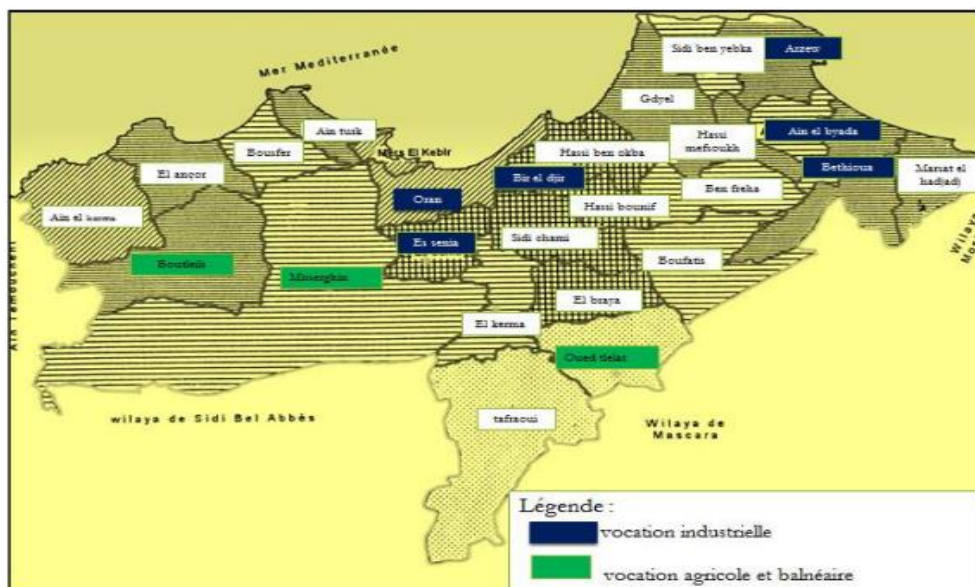 Mer Mediterranée
Sidi ben yebka
Arzew
Gdyel
Ain turk
Bousfer
Mers El Kebir
Hassi ben okba
Hassi mefsoukh
Ain el byada
El ançor
Bir el djir
Bethioua
Marsat el hadjadj
Ain el kerma
Oran
Ben freha
Hassi bounif
Es senia
Sidi chami
Wilaya
Boutlelis
Misserghin
Boufatis
Ain Temouchent
El braya
El kerma
Oued tlelat
wilaya de Sidi Bel Abbès
tafraoui
Wilaya de
Mascara
Légende :
vocation industrielle
vocation agricole et balnéaire